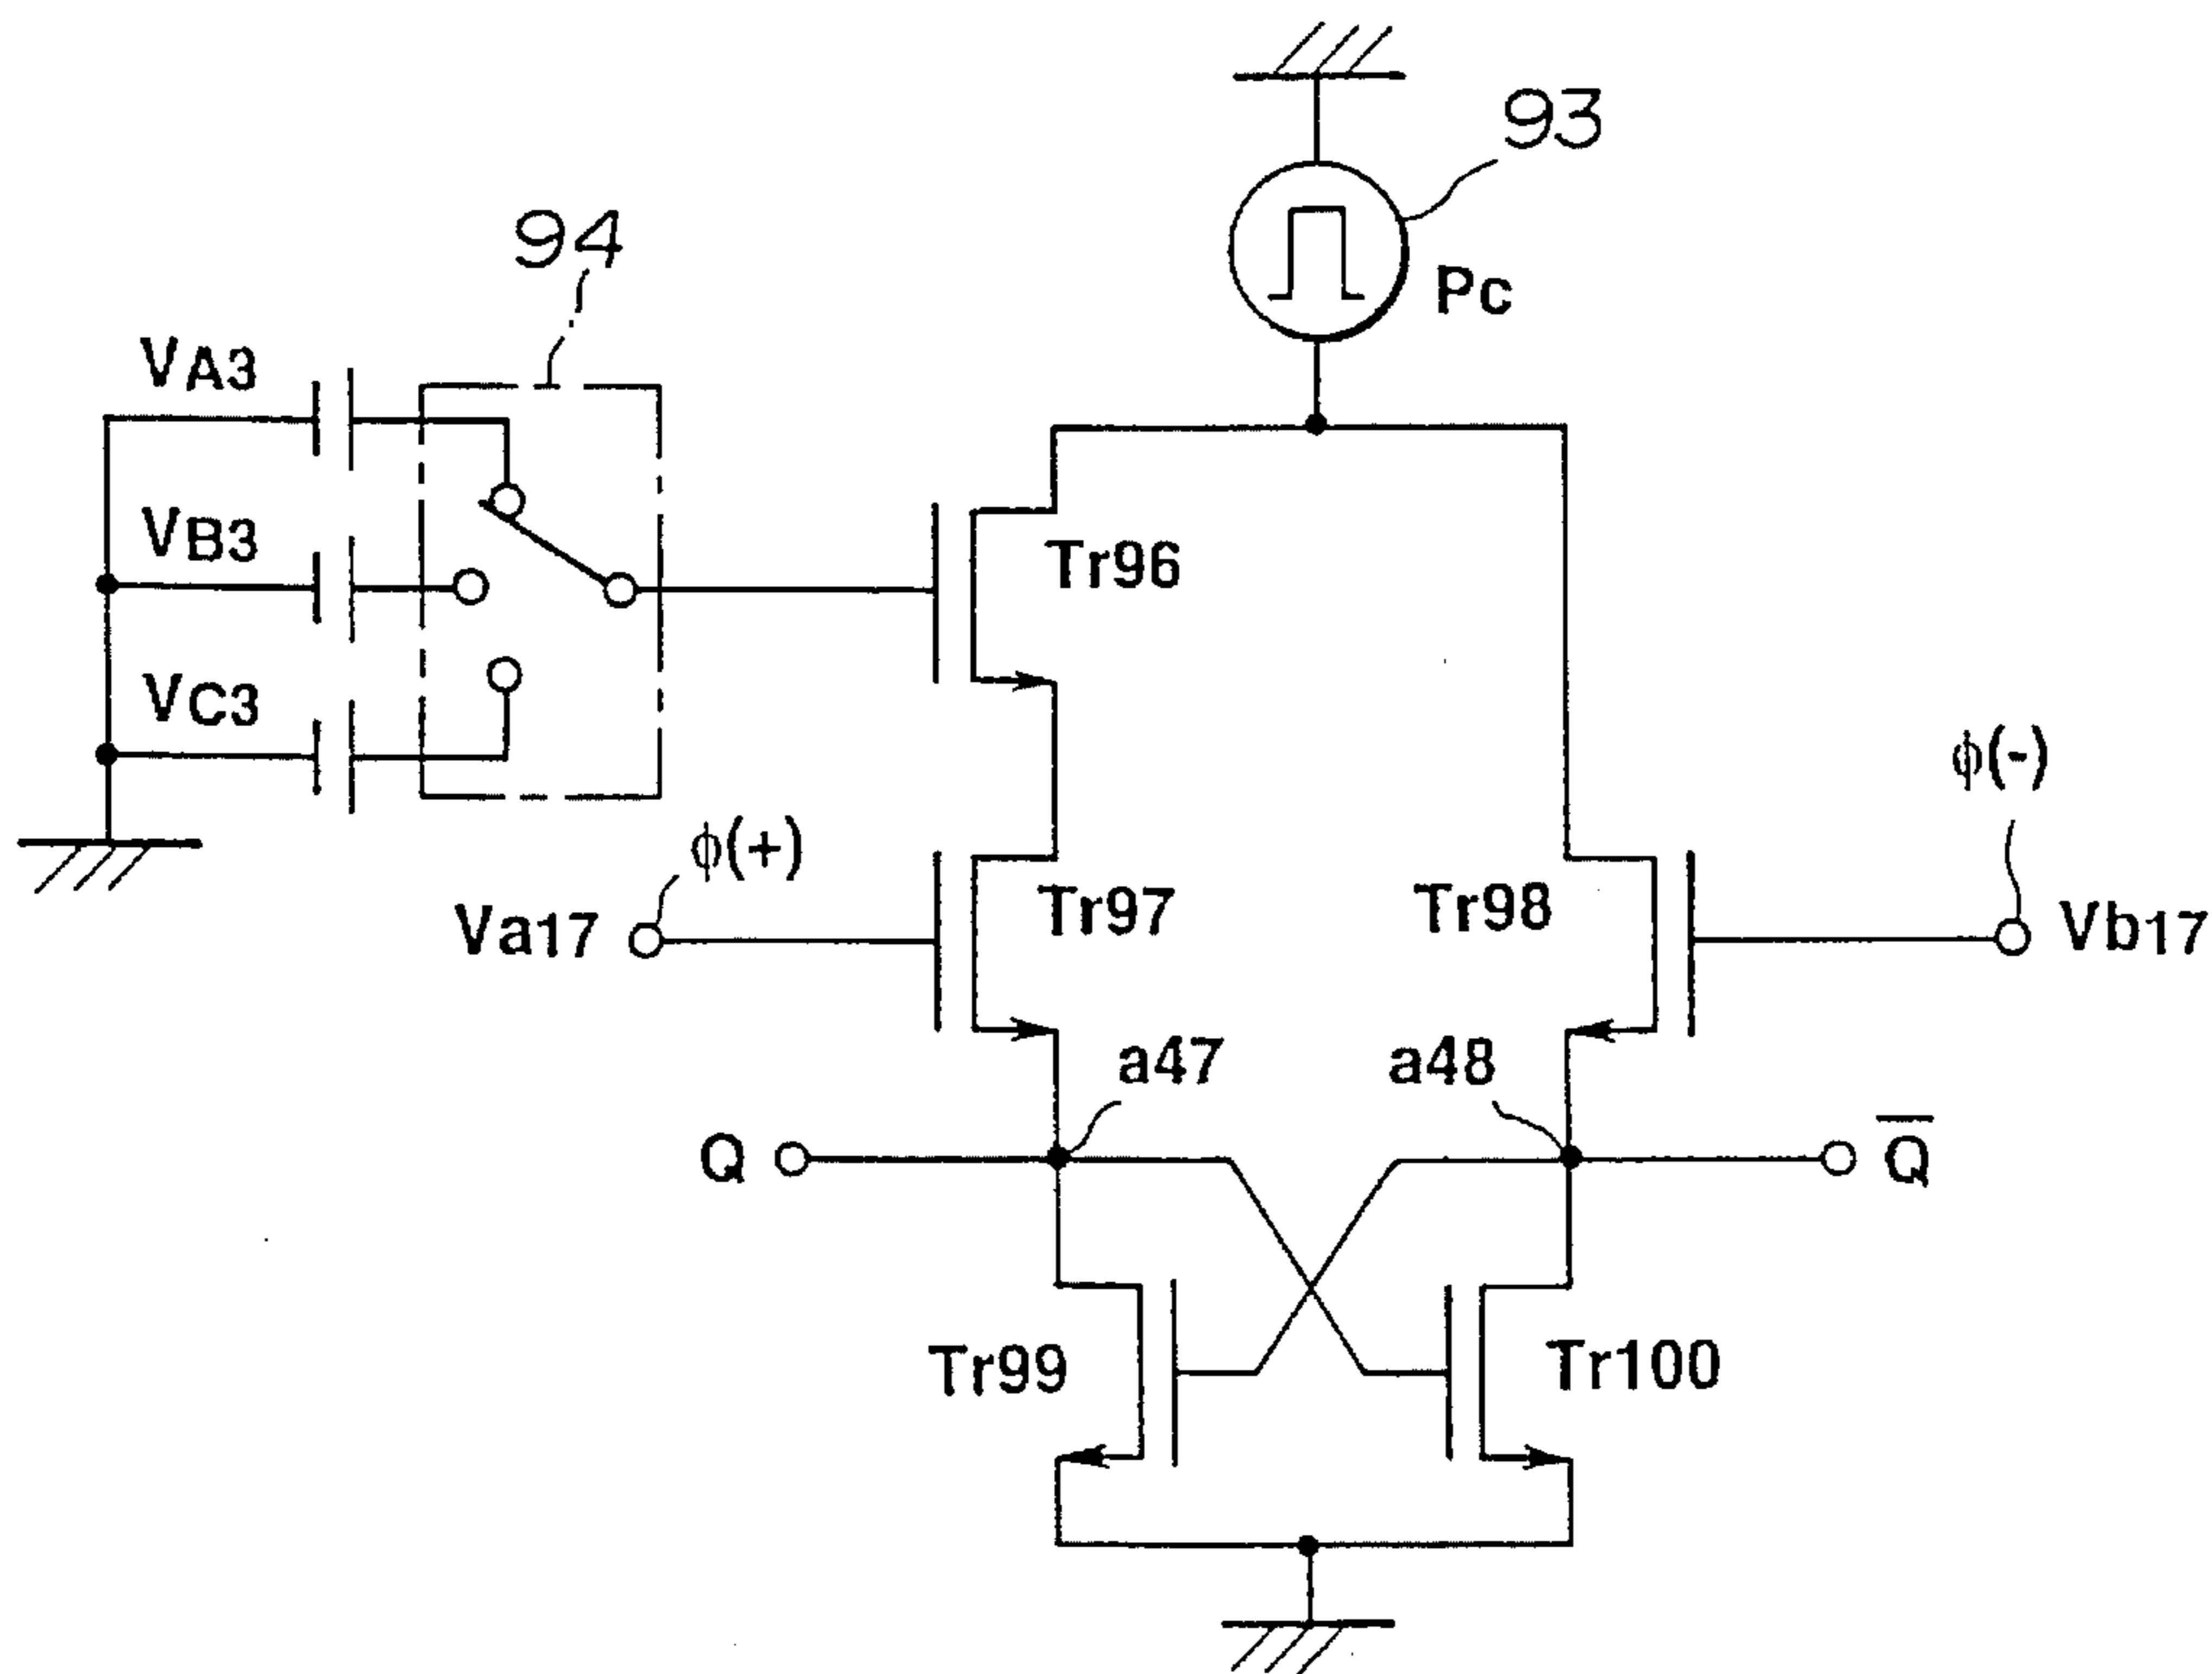 93
94
Pc
VA3
VB3
VC3
Tr96
ϕ(+)
ϕ(-)
Va17
Tr97
Tr98
Vb17
a47
a48
Q
Q̅
Tr99
Tr100